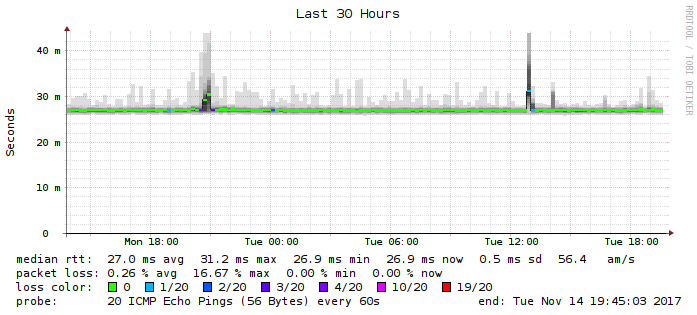 Last 30 Hours
RRDTOOL / TOBI OETIKER
Seconds
40 m
30 m
20 m
10 m
0
Mon 18:00 Tue 00:00 Tue 06:00 Tue 12:00 Tue 18:00
median rtt: 27.0 ms avg 31.2 ms max 26.9 ms min 26.9 ms now 0.5 ms sd 56.4 am/s
packet loss: 0.26 % avg 16.67 % max 0.00 % min 0.00 % now
loss color: 0 1/20 2/20 3/20 4/20 10/20 19/20
probe: 20 ICMP Echo Pings (56 Bytes) every 60s end: Tue Nov 14 19:45:03 2017